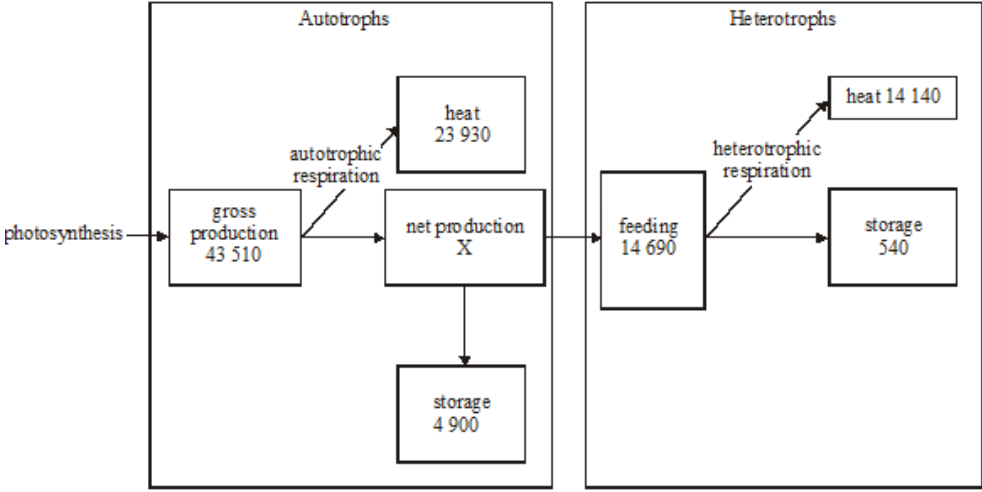 Autotrophs
Heterotrophs
heat
23 930
heat 14 140
autotrophic
respiration
heterotrophic
respiration
photosynthesis
gross
production
43 510
net production
X
feeding
14 690
storage
540
storage
4 900